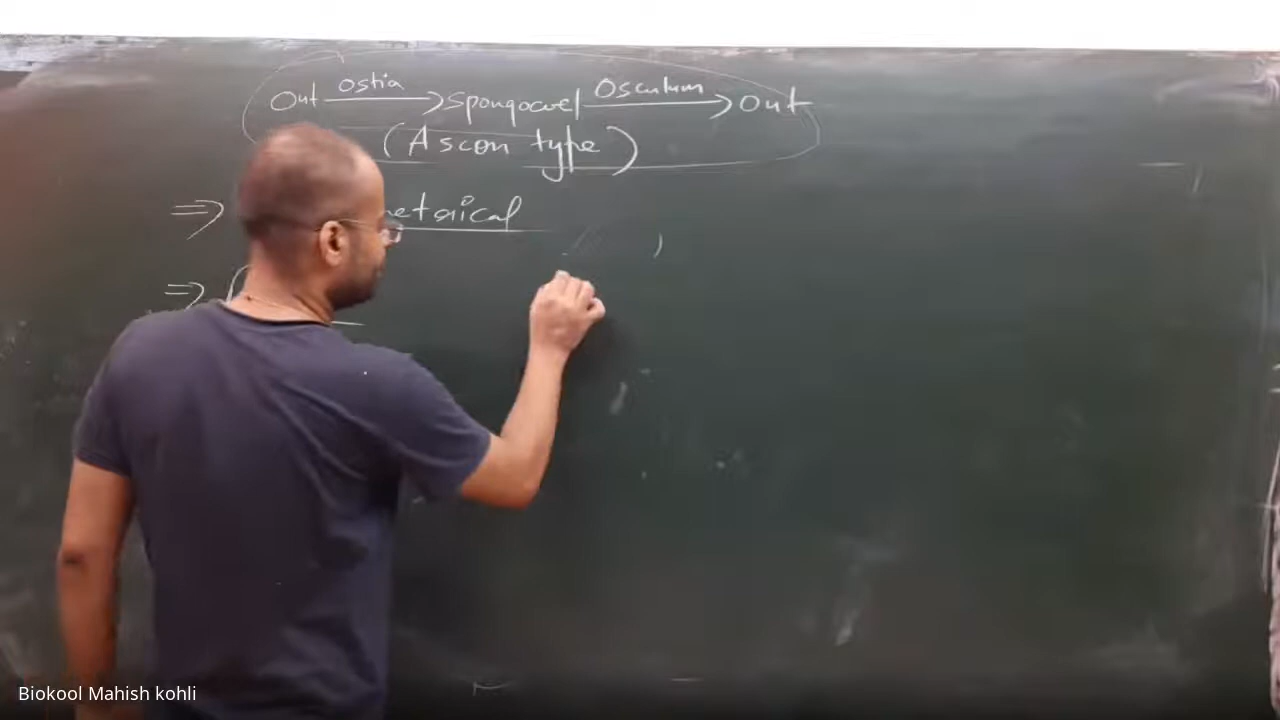 Out ostia → Spongocoel Osculum → Out
(Ascon type)
⇒ metrical
⇒
Biokool Mahish kohli